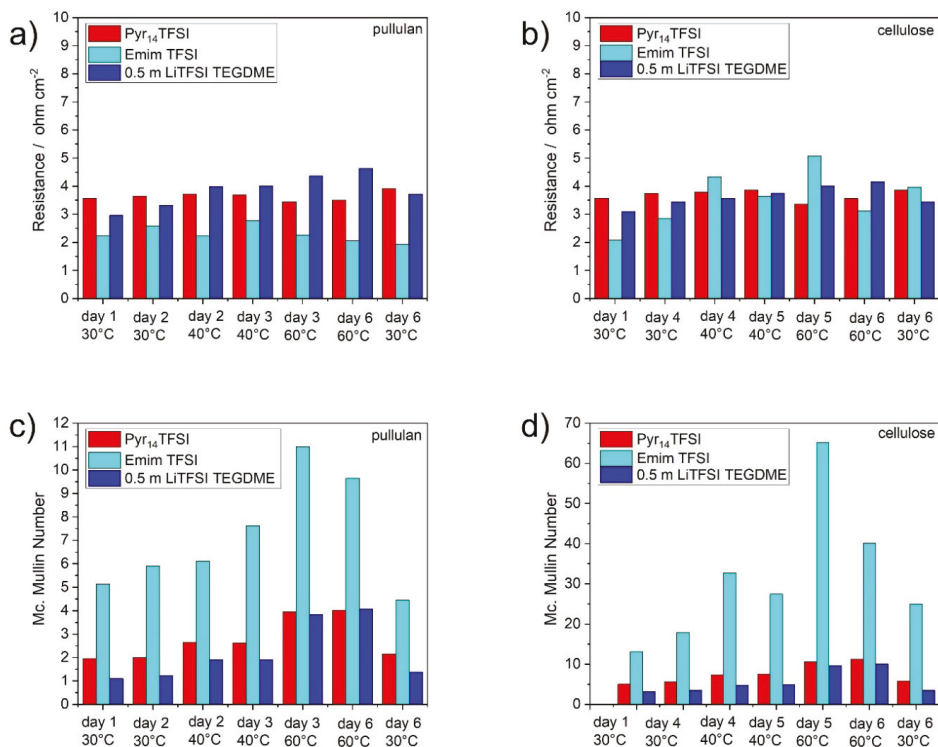 a)
pullulan
Pyr₁₄TFSI
Emim TFSI
0.5 m LiTFSI TEGDME
Resistance / ohm cm⁻²
10
9
8
7
6
5
4
3
2
1
0
day 1 day 2 day 2 day 3 day 3 day 6 day 6
30°C 30°C 40°C 40°C 60°C 60°C 30°C
b)
cellulose
Pyr₁₄TFSI
Emim TFSI
0.5 m LiTFSI TEGDME
Resistance / ohm cm⁻²
10
9
8
7
6
5
4
3
2
1
0
day 1 day 4 day 4 day 5 day 5 day 6 day 6
30°C 30°C 40°C 40°C 60°C 60°C 30°C
c)
pullulan
Pyr₁₄TFSI
Emim TFSI
0.5 m LiTFSI TEGDME
Mc. Mullin Number
12
11
10
9
8
7
6
5
4
3
2
1
0
day 1 day 2 day 2 day 3 day 3 day 6 day 6
30°C 30°C 40°C 40°C 60°C 60°C 30°C
d)
cellulose
Pyr₁₄TFSI
Emim TFSI
0.5 m LiTFSI TEGDME
Mc. Mullin Number
70
60
50
40
30
20
10
0
day 1 day 4 day 4 day 5 day 5 day 6 day 6
30°C 30°C 40°C 40°C 60°C 60°C 30°C